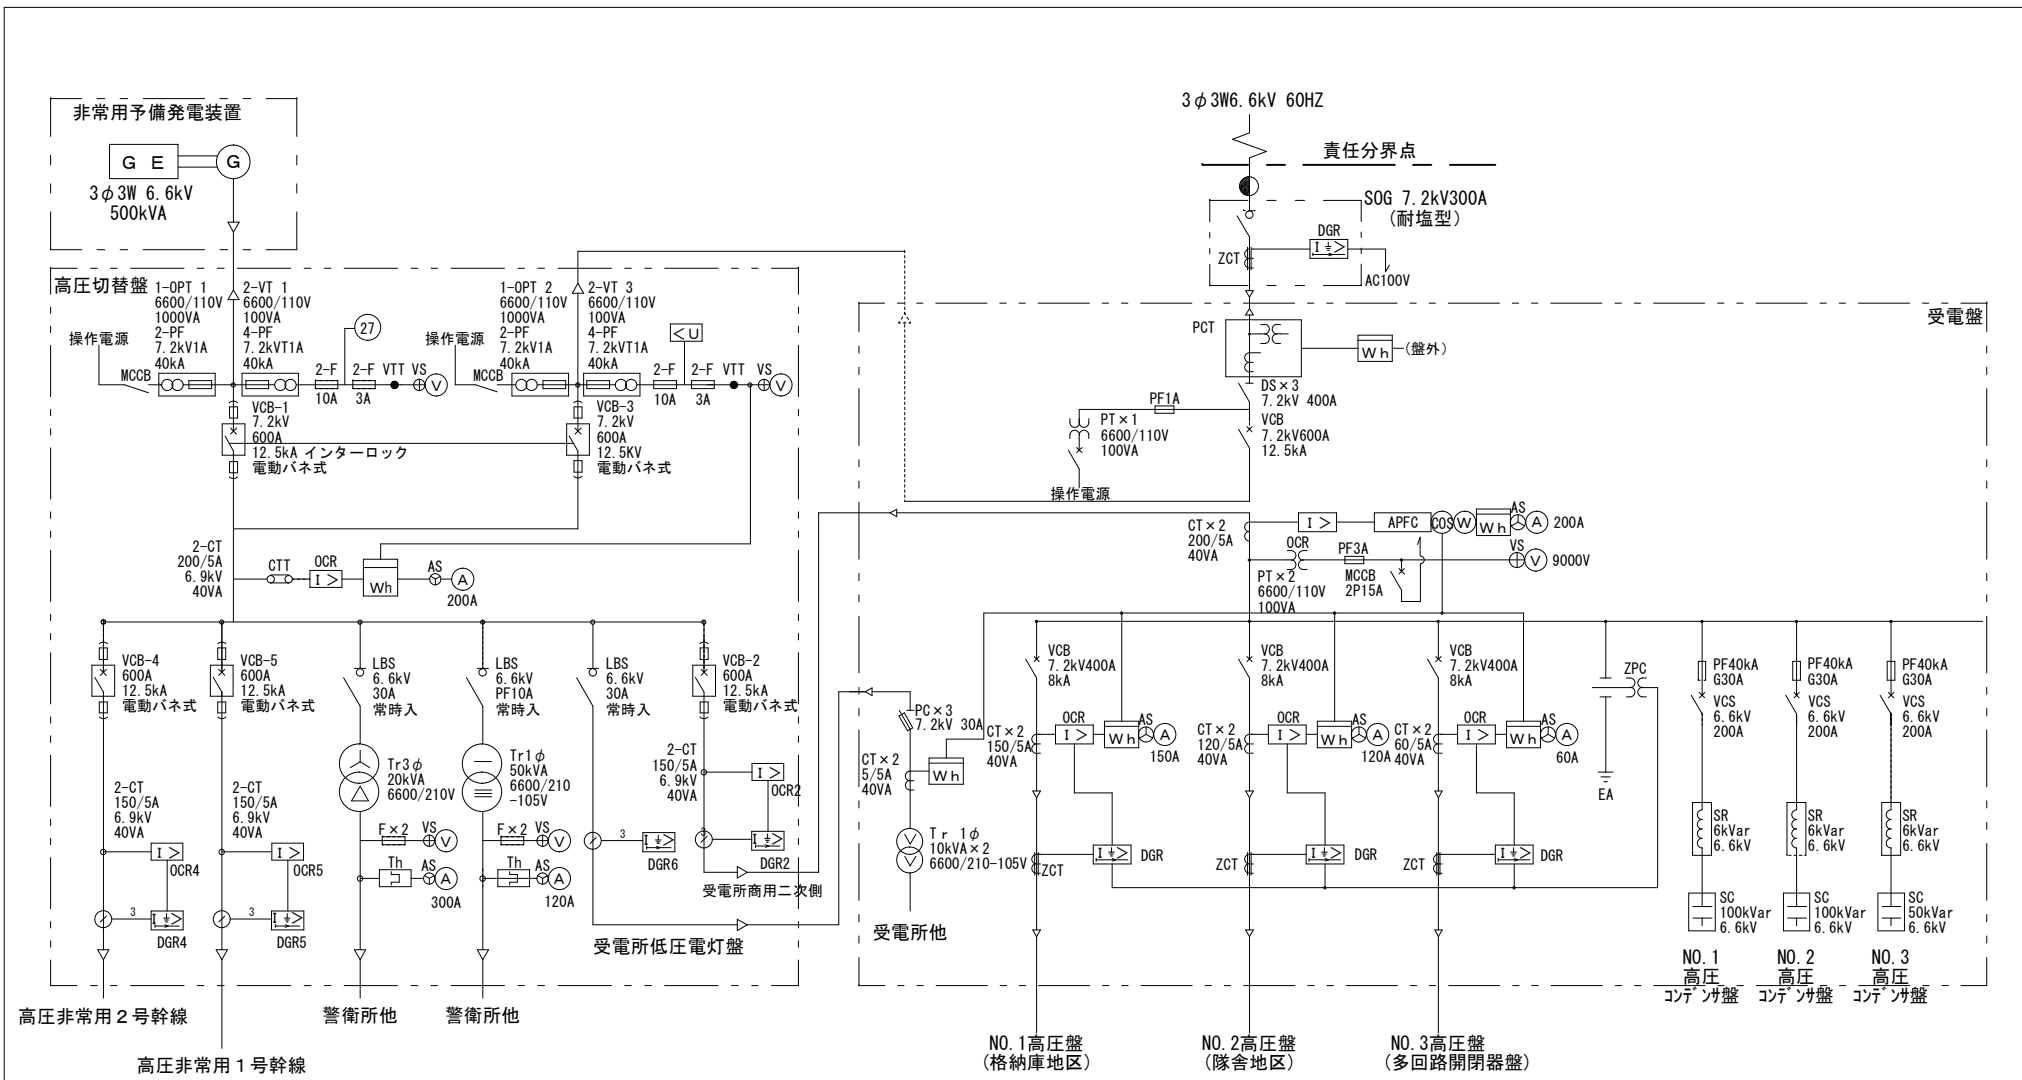 非常用予備発電装置
G E
G
3φ3W 6.6kV
500kVA
高圧切替盤
1-OPT 1
6600/110V
1000VA
2-PF
7.2kV1A
40kA
2-VT 1
6600/110V
100VA
4-PF
7.2kVT1A
40kA
操作電源
MCCB
27
2-F
10A
2-F
3A
VTT
VS
V
VCB-1
7.2kV
600A
12.5kA インターロック
電動バネ式
1-OPT 2
6600/110V
1000VA
2-PF
7.2kV1A
40kA
2-VT 3
6600/110V
100VA
4-PF
7.2kVT1A
40kA
操作電源
MCCB
<U
2-F
10A
2-F
3A
VTT
VS
V
VCB-3
7.2kV
600A
12.5KV
電動バネ式
2-CT
200/5A
6.9kV
40VA
CTT
OCR
I >
Wh
AS
A
200A
VCB-4
600A
12.5kA
電動バネ式
VCB-5
600A
12.5kA
電動バネ式
LBS
6.6kV
30A
常時入
LBS
6.6kV
PF10A
常時入
LBS
6.6kV
30A
常時入
VCB-2
600A
12.5kA
電動バネ式
2-CT
150/5A
6.9kV
40VA
I >
OCR4
3
I
>
DGR4
2-CT
150/5A
6.9kV
40VA
I >
OCR5
3
I
>
DGR5
Tr3φ
20kVA
6600/210V
F×2
VS
V
Th
AS
A
300A
Tr1φ
50kVA
6600/210
-105V
F×2
VS
V
Th
AS
A
120A
3
I
>
DGR6
2-CT
150/5A
6.9kV
40VA
I >
OCR2
3
I
>
DGR2
受電所商用二次側
受電所低圧電灯盤
高圧非常用2号幹線
高圧非常用1号幹線
警衛所他
警衛所他
3φ3W6.6kV 60HZ
責任分界点
SOG 7.2kV300A
(耐塩型)
DGR
I
>
ZCT
AC100V
受電盤
PCT
Wh
(盤外)
DS×3
7.2kV 400A
PF1A
PT×1
6600/110V
100VA
VCB
7.2kV600A
12.5kA
操作電源
CT×2
200/5A
40VA
I >
OCR
APFC
COS
W
Wh
AS
A
200A
PF3A
MCCB
2P15A
VS
V
9000V
PT×2
6600/110V
100VA
VCB
7.2kV400A
8kA
VCB
7.2kV400A
8kA
VCB
7.2kV400A
8kA
ZPC
EA
PC×3
7.2kV 30A
CT×2
5/5A
40VA
Wh
Tr 1φ
10kVA×2
6600/210-105V
受電所他
CT×2
150/5A
40VA
OCR
I >
Wh
AS
A
150A
CT×2
120/5A
40VA
OCR
I >
Wh
AS
A
120A
CT×2
60/5A
40VA
OCR
I >
Wh
AS
A
60A
ZCT
I
>
DGR
ZCT
I
>
DGR
ZCT
I
>
DGR
PF40kA
G30A
VCS
6.6kV
200A
SR
6kVar
6.6kV
SC
100kVar
6.6kV
NO.1
高圧
コンデンサ盤
PF40kA
G30A
VCS
6.6kV
200A
SR
6kVar
6.6kV
SC
100kVar
6.6kV
NO.2
高圧
コンデンサ盤
PF40kA
G30A
VCS
6.6kV
200A
SR
6kVar
6.6kV
SC
50kVar
6.6kV
NO.3
高圧
コンデンサ盤
NO.1高圧盤
(格納庫地区)
NO.2高圧盤
(隊舎地区)
NO.3高圧盤
(多回路開閉器盤)